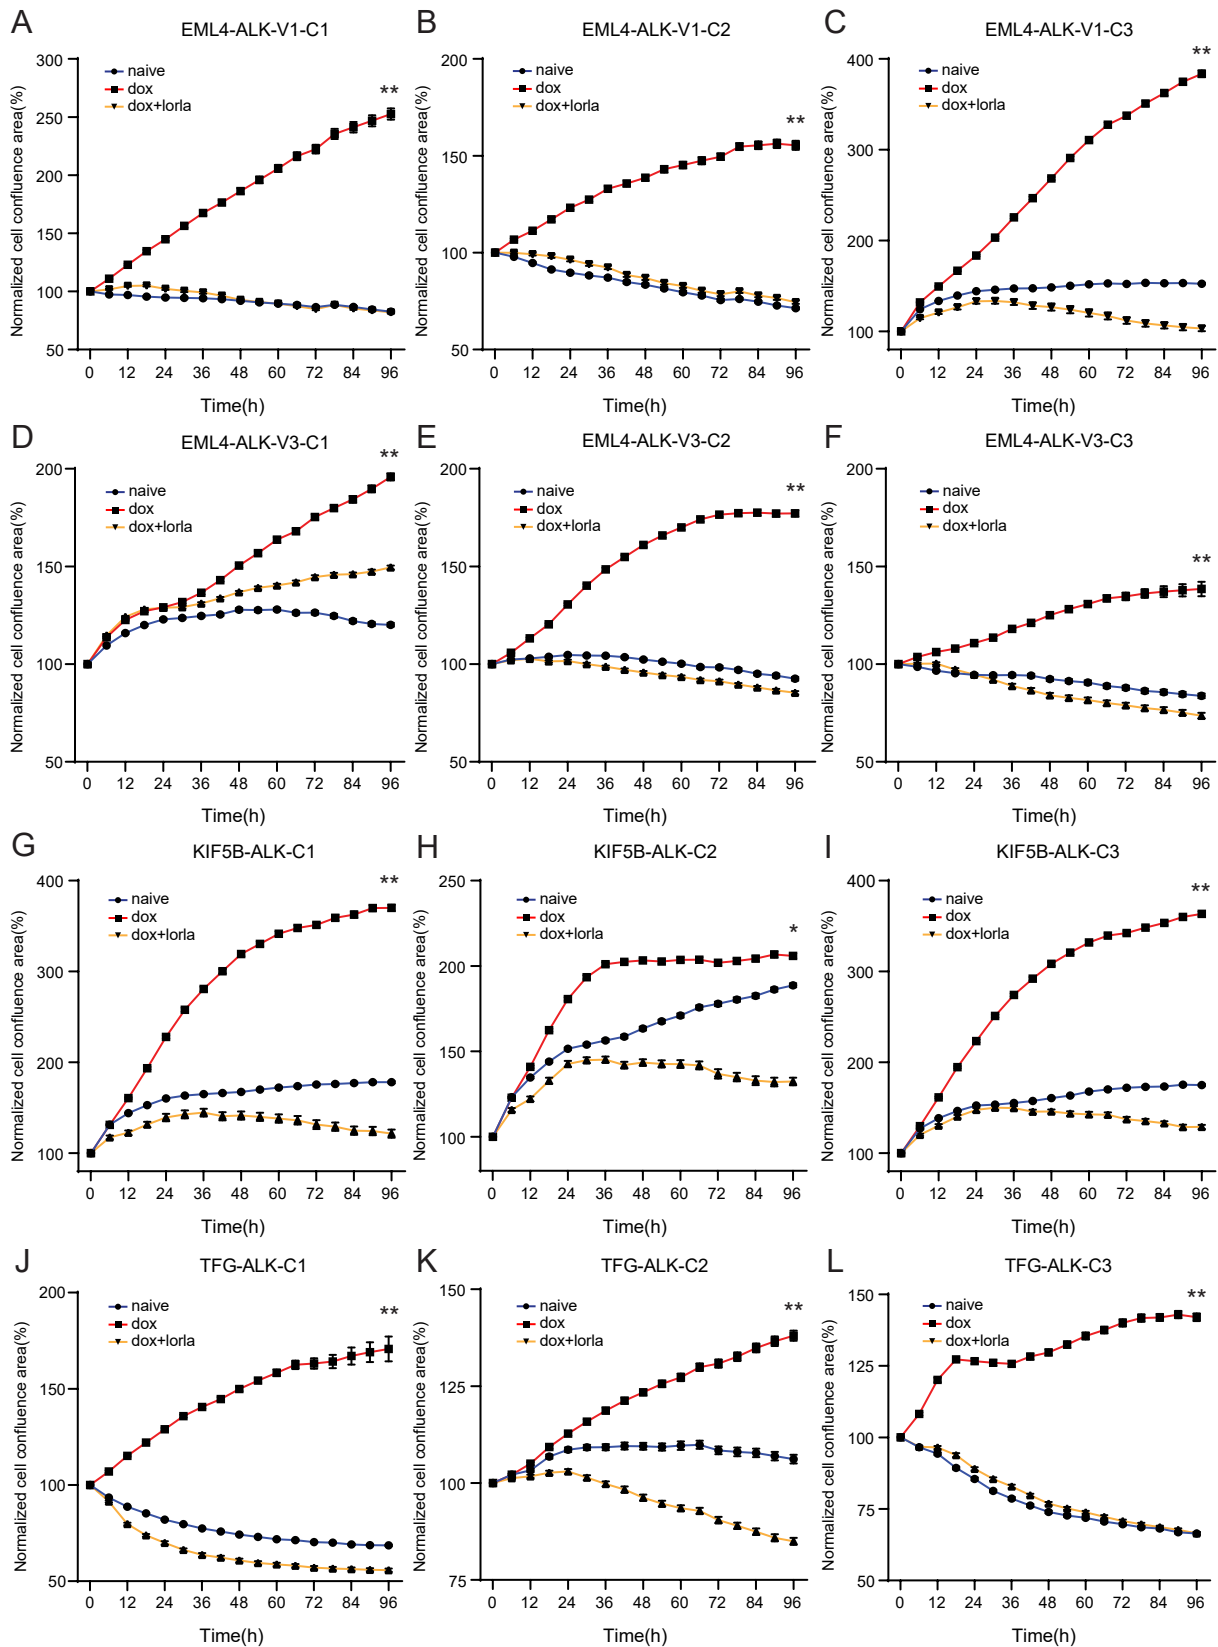 A
EML4-ALK-V1-C1
Normalized cell confluence area(%)
300
250
200
150
100
50
naive
dox
dox+lorla
**
0 12 24 36 48 60 72 84 96
Time(h)
B
EML4-ALK-V1-C2
Normalized cell confluence area(%)
200
150
100
50
naive
dox
dox+lorla
**
0 12 24 36 48 60 72 84 96
Time(h)
C
EML4-ALK-V1-C3
Normalized cell confluence area(%)
400
300
200
100
naive
dox
dox+lorla
**
0 12 24 36 48 60 72 84 96
Time(h)
D
EML4-ALK-V3-C1
Normalized cell confluence area(%)
200
150
100
50
naive
dox
dox+lorla
**
0 12 24 36 48 60 72 84 96
Time(h)
E
EML4-ALK-V3-C2
Normalized cell confluence area(%)
200
150
100
50
naive
dox
dox+lorla
**
0 12 24 36 48 60 72 84 96
Time(h)
F
EML4-ALK-V3-C3
Normalized cell confluence area(%)
200
150
100
50
naive
dox
dox+lorla
**
0 12 24 36 48 60 72 84 96
Time(h)
G
KIF5B-ALK-C1
Normalized cell confluence area(%)
400
300
200
100
naive
dox
dox+lorla
**
0 12 24 36 48 60 72 84 96
Time(h)
H
KIF5B-ALK-C2
Normalized cell confluence area(%)
250
200
150
100
naive
dox
dox+lorla
*
0 12 24 36 48 60 72 84 96
Time(h)
I
KIF5B-ALK-C3
Normalized cell confluence area(%)
400
300
200
100
naive
dox
dox+lorla
**
0 12 24 36 48 60 72 84 96
Time(h)
J
TFG-ALK-C1
Normalized cell confluence area(%)
200
150
100
50
naive
dox
dox+lorla
**
0 12 24 36 48 60 72 84 96
Time(h)
K
TFG-ALK-C2
Normalized cell confluence area(%)
150
125
100
75
naive
dox
dox+lorla
**
0 12 24 36 48 60 72 84 96
Time(h)
L
TFG-ALK-C3
Normalized cell confluence area(%)
150
125
100
75
50
naive
dox
dox+lorla
**
0 12 24 36 48 60 72 84 96
Time(h)